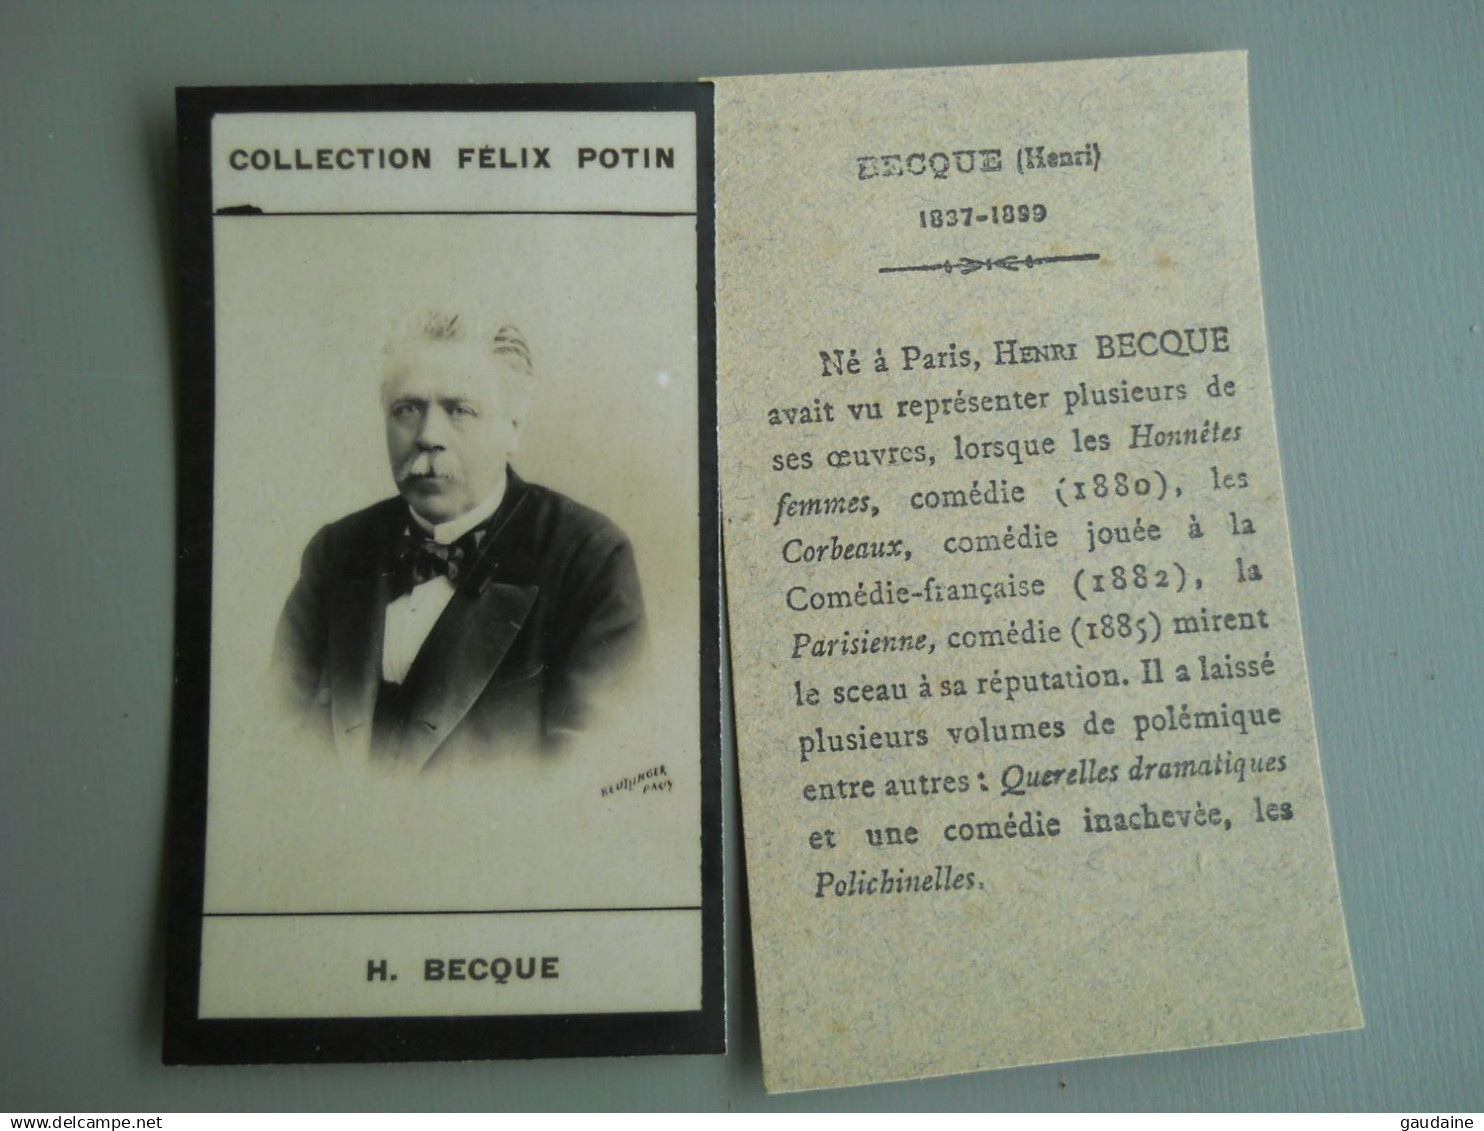 COLLECTION FÉLIX POTIN
REUTLINGER
PARIS
H. BECQUE
BECQUE (Henri)
1837-1899
Né à Paris, HENRI BECQUE
avait vu représenter plusieurs de
ses œuvres, lorsque les Honnêtes
femmes, comédie (1880), les
Corbeaux, comédie jouée à la
Comédie-française (1882), la
Parisienne, comédie (1885) mirent
le sceau à sa réputation. Il a laissé
plusieurs volumes de polémique
entre autres : Querelles dramatiques
et une comédie inachevée, les
Polichinelles.
delcampe.net
gaudaine